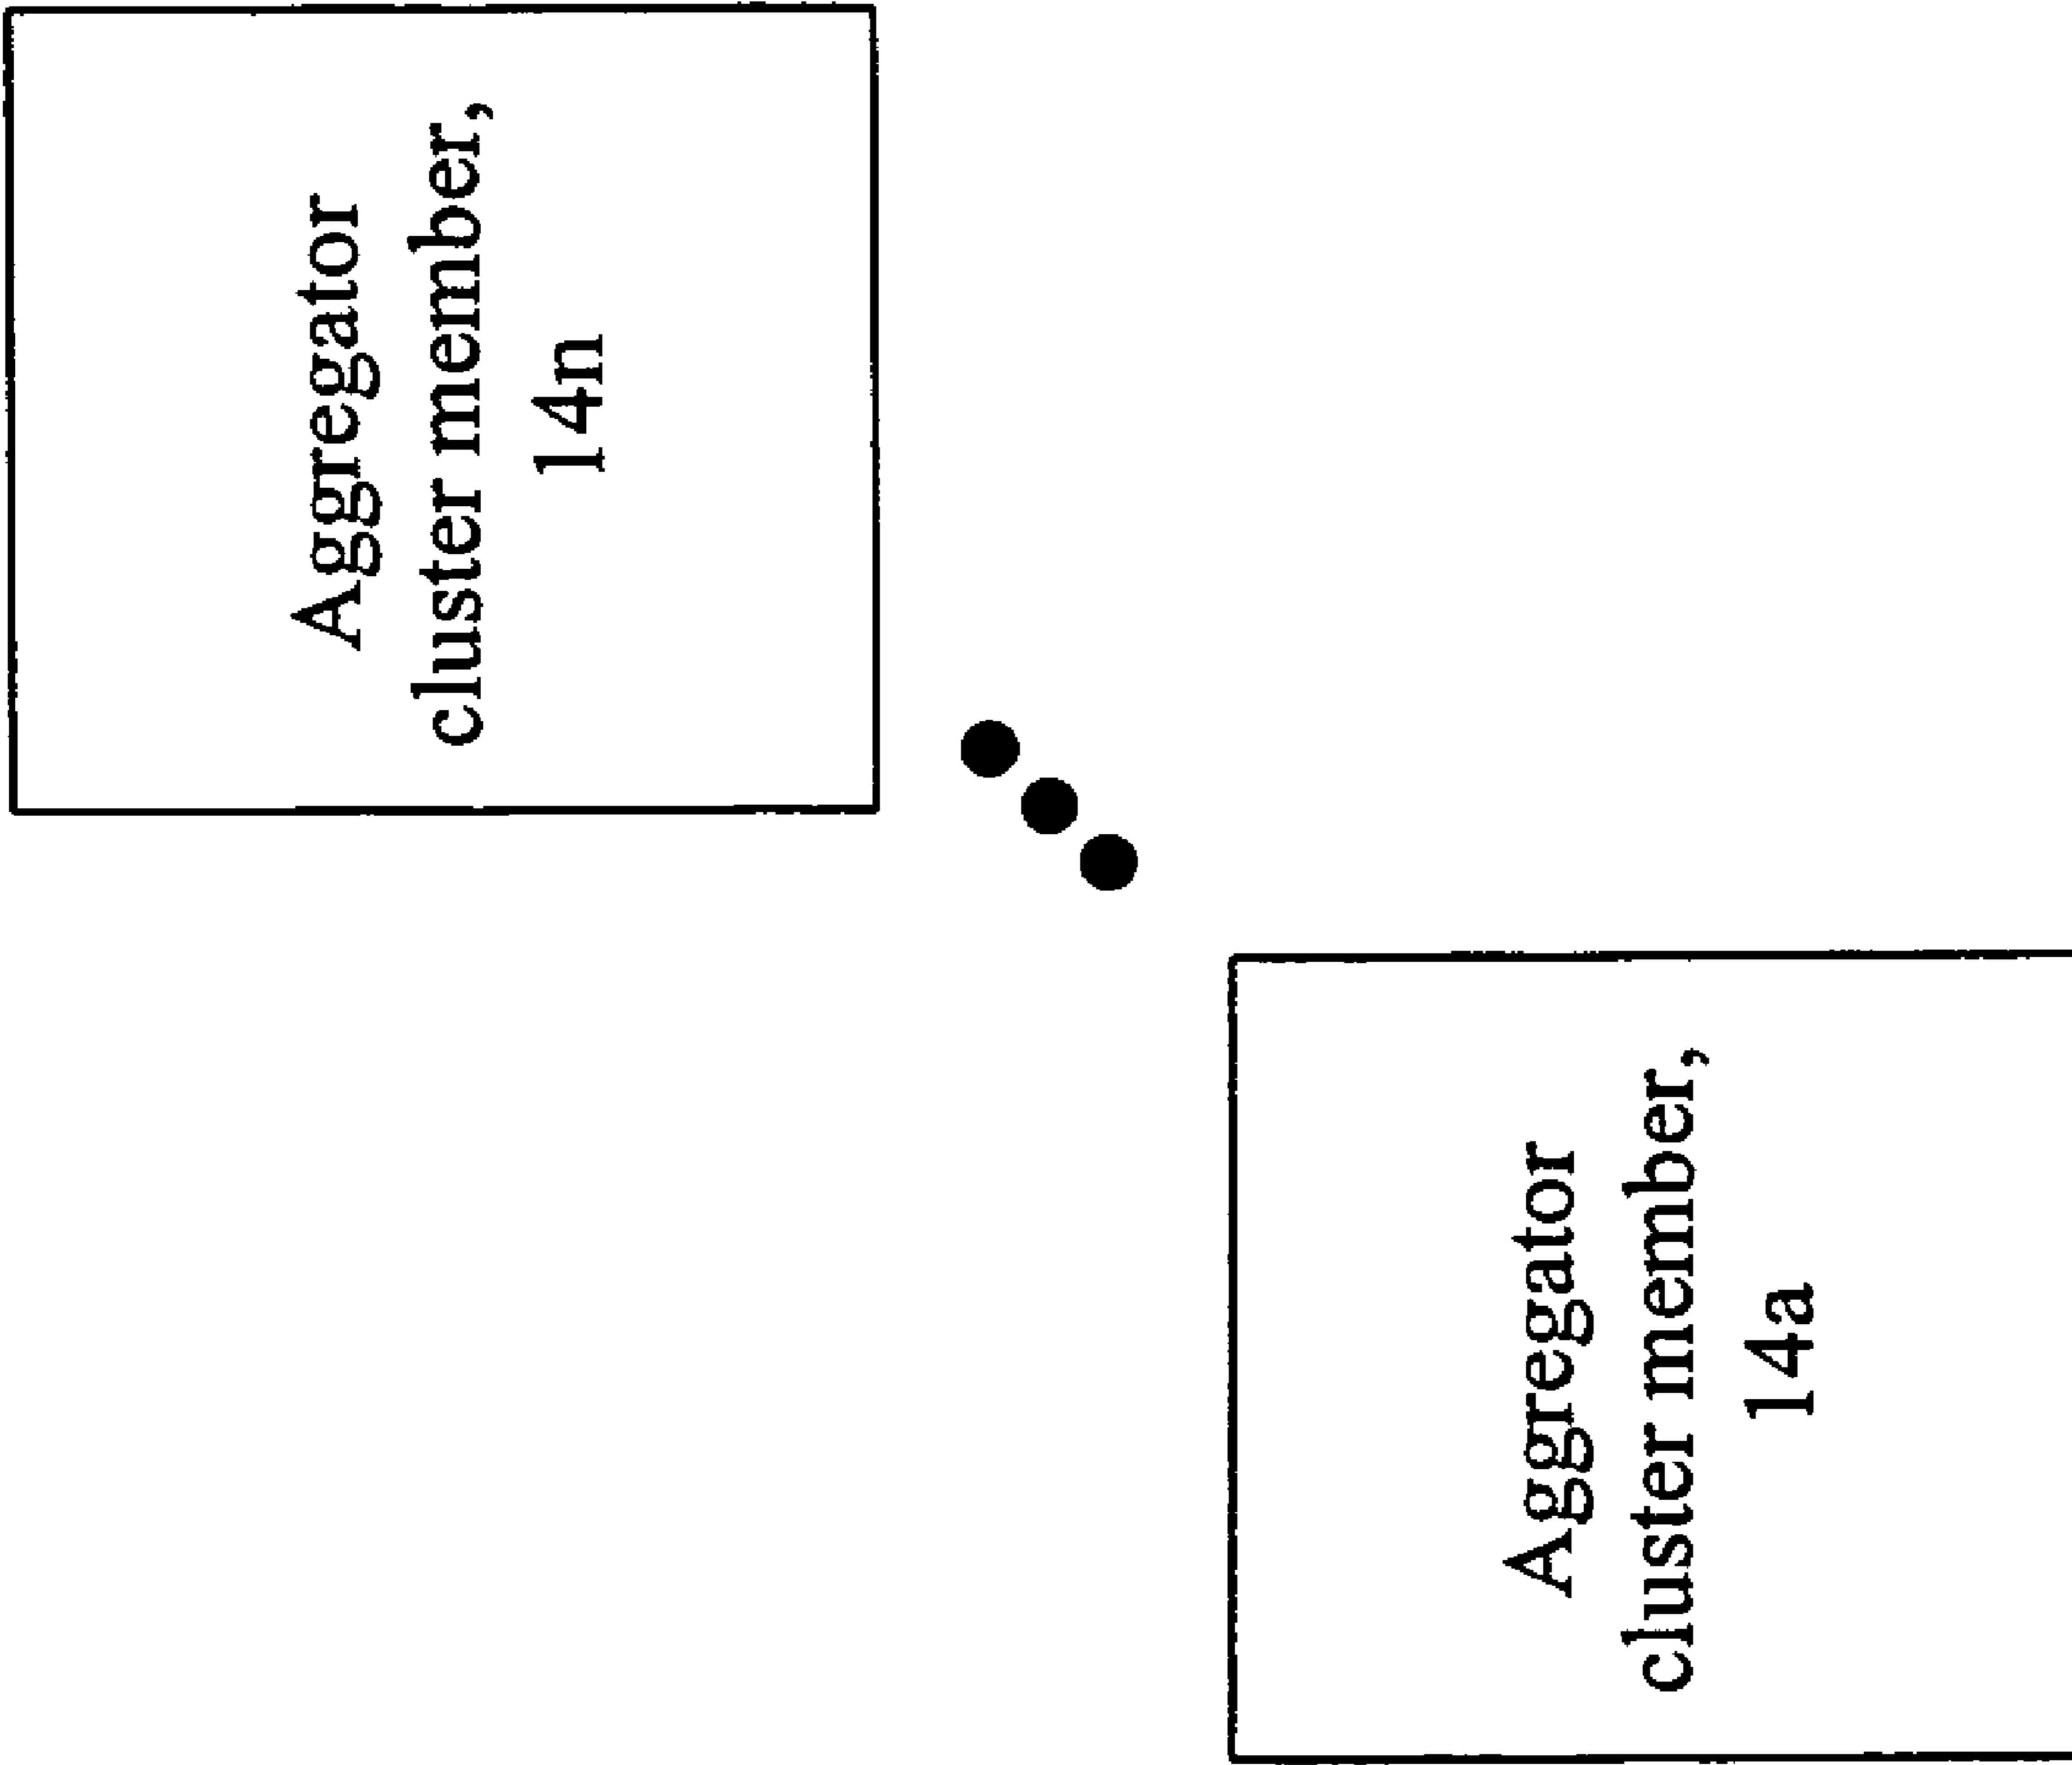 Aggregator
cluster member,
14n
Aggregator
cluster member,
14a